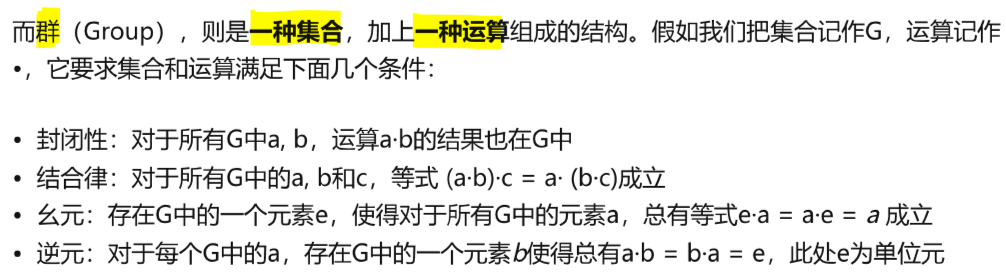 而群（Group），则是一种集合，加上一种运算组成的结构。假如我们把集合记作G，运算记作
•，它要求集合和运算满足下面几个条件：
• 封闭性：对于所有G中a, b，运算a·b的结果也在G中
• 结合律：对于所有G中的a, b和c，等式 (a·b)·c = a· (b·c)成立
• 幺元：存在G中的一个元素e，使得对于所有G中的元素a，总有等式e·a = a·e = a 成立
• 逆元：对于每个G中的a，存在G中的一个元素b使得总有a·b = b·a = e，此处e为单位元